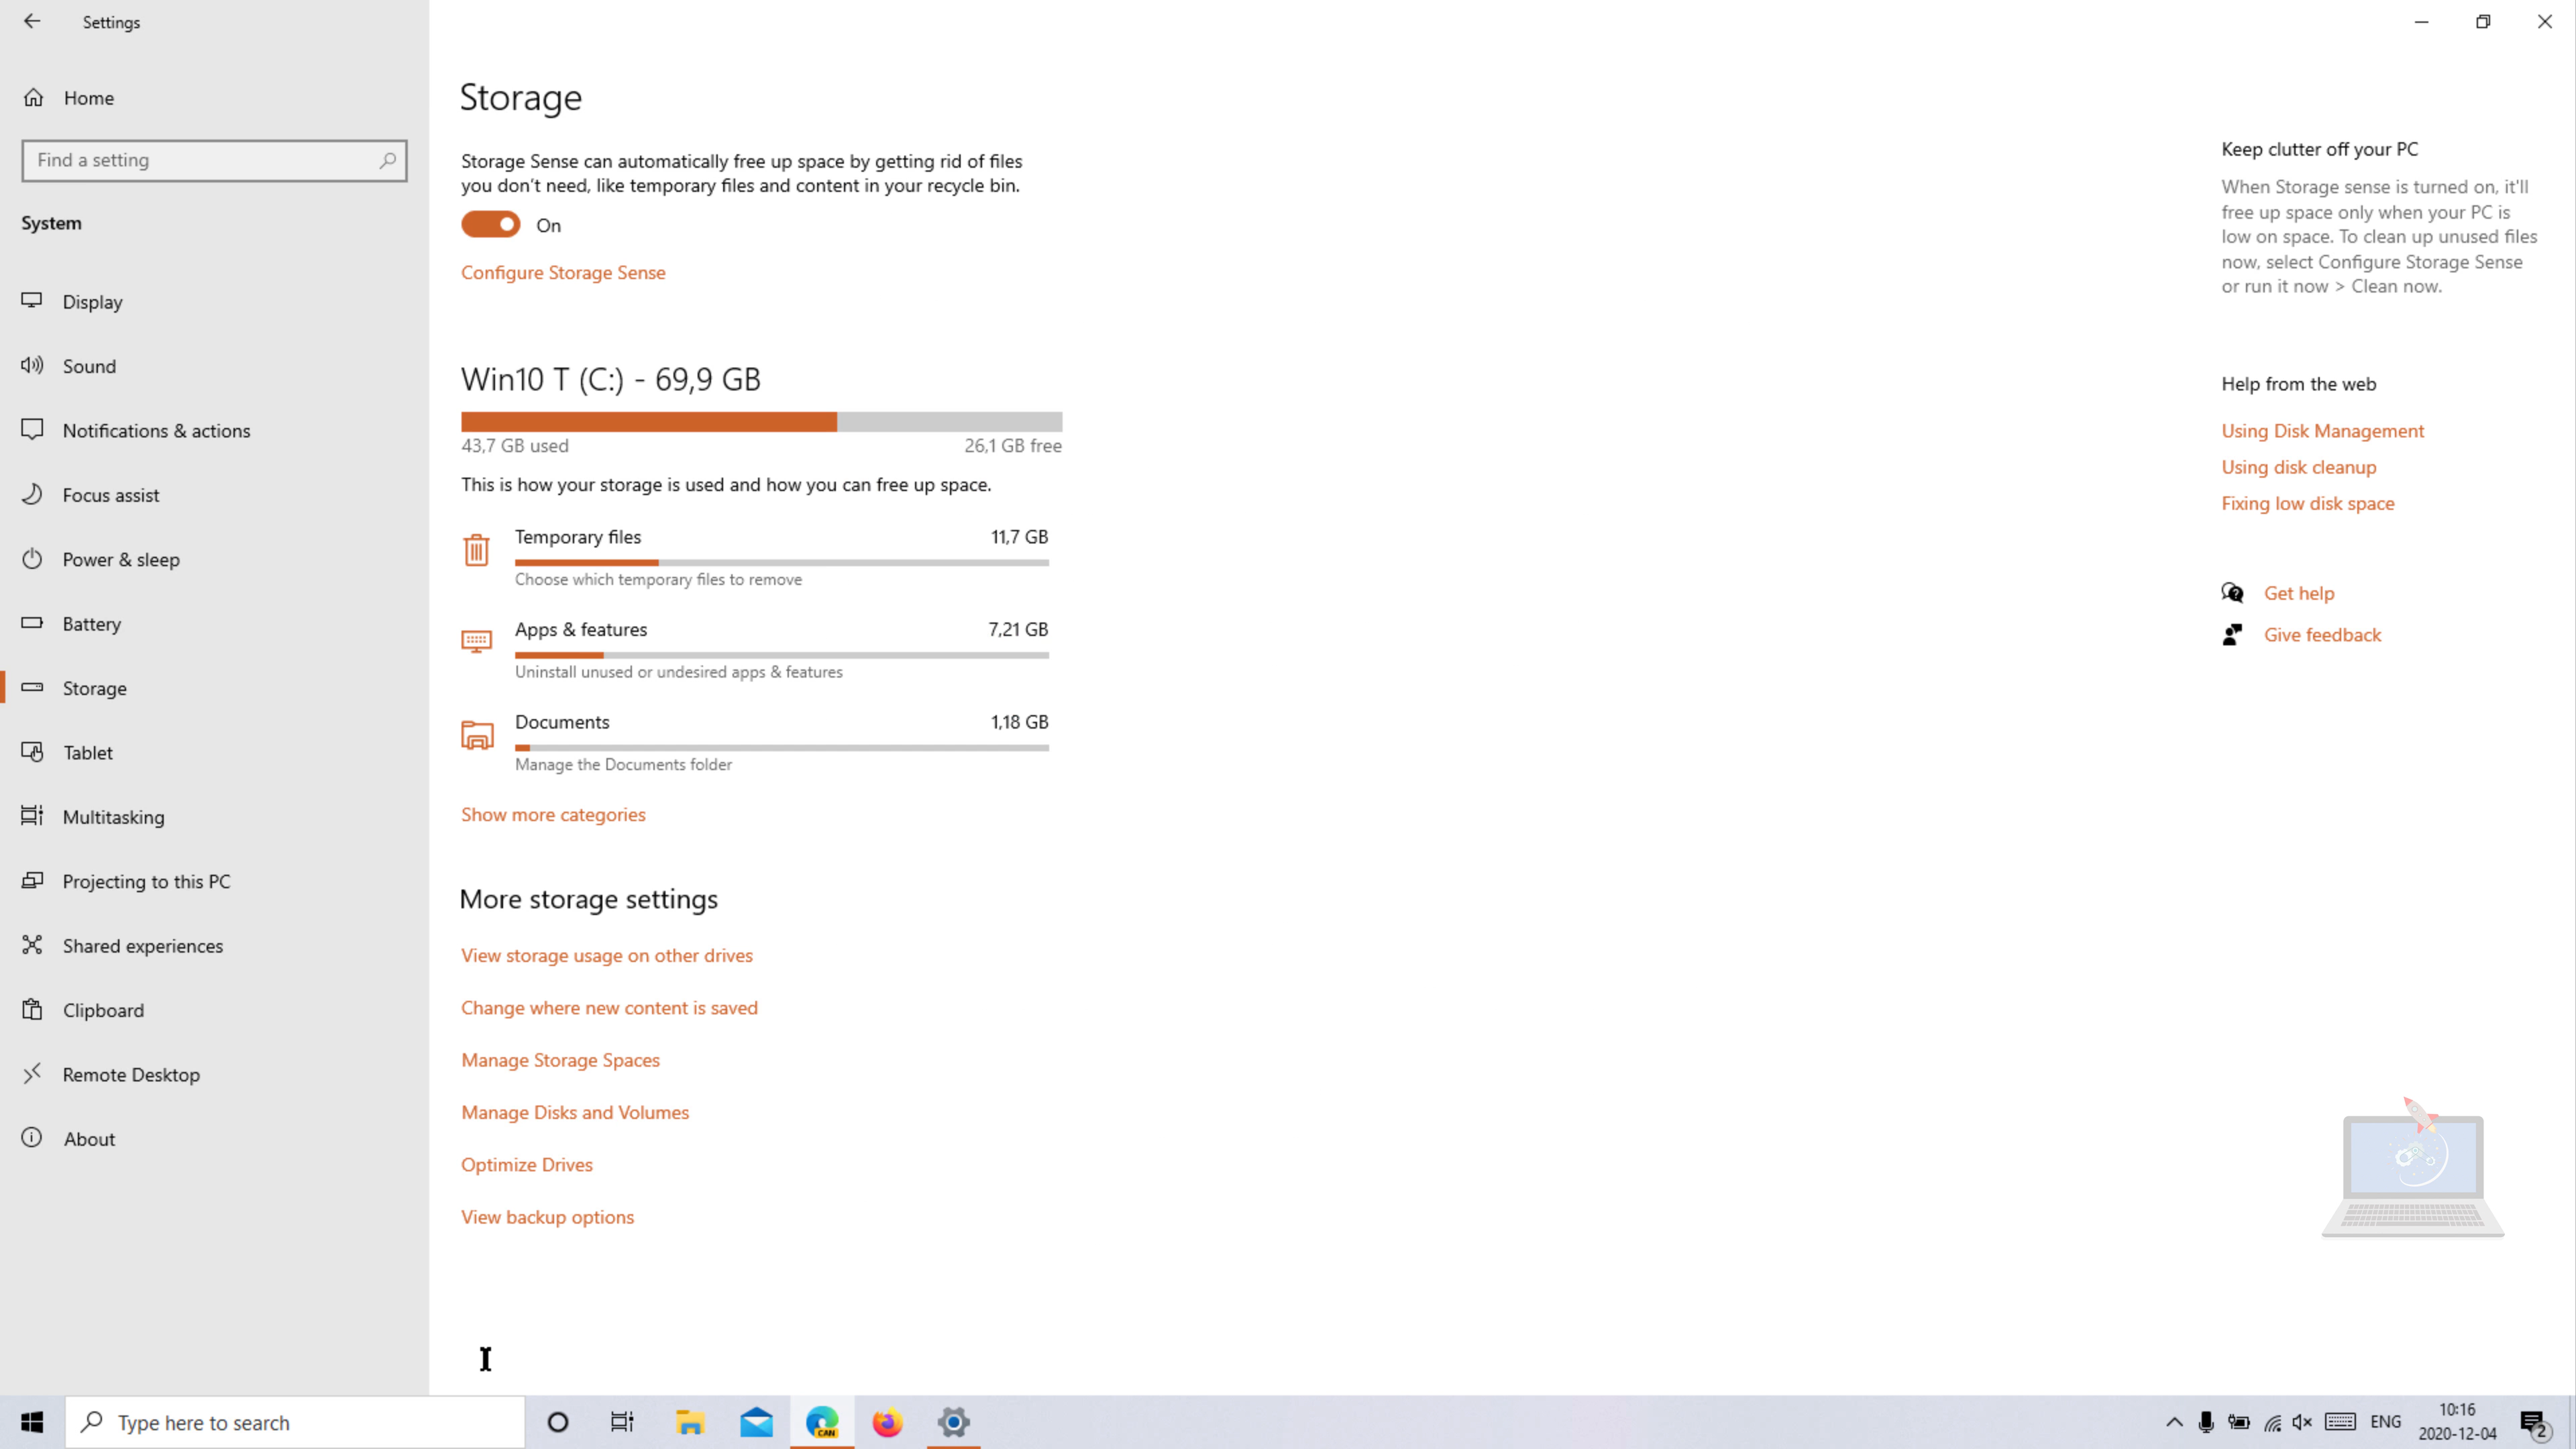 Settings
Home
Find a setting
System
Display
Sound
Notifications & actions
Focus assist
Power & sleep
Battery
Storage
Tablet
Multitasking
Projecting to this PC
Shared experiences
Clipboard
Remote Desktop
About
Storage
Storage Sense can automatically free up space by getting rid of files
you don't need, like temporary files and content in your recycle bin.
On
Configure Storage Sense
Win10 T (C:) - 69,9 GB
43,7 GB used 26,1 GB free
This is how your storage is used and how you can free up space.
Temporary files 11,7 GB
Choose which temporary files to remove
Apps & features 7,21 GB
Uninstall unused or undesired apps & features
Documents 1,18 GB
Manage the Documents folder
Show more categories
More storage settings
View storage usage on other drives
Change where new content is saved
Manage Storage Spaces
Manage Disks and Volumes
Optimize Drives
View backup options
Keep clutter off your PC
When Storage sense is turned on, it'll
free up space only when your PC is
low on space. To clean up unused files
now, select Configure Storage Sense
or run it now > Clean now.
Help from the web
Using Disk Management
Using disk cleanup
Fixing low disk space
Get help
Give feedback
Type here to search
CAN
ENG
10:16
2020-12-04
2